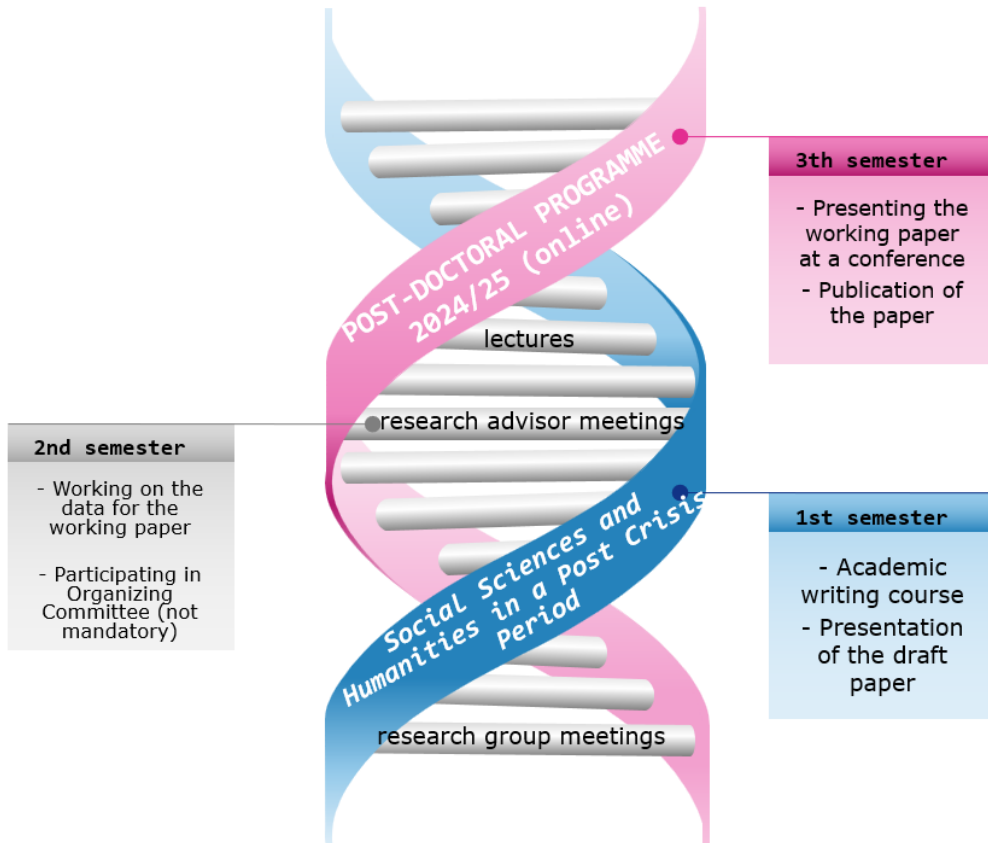 POST-DOCTORAL PROGRAMME
2024/25 (online)
3th semester
- Presenting the
working paper
at a conference
- Publication of
the paper
lectures
research advisor meetings
2nd semester
- Working on the
data for the
working paper
- Participating in
Organizing
Committee (not
mandatory)
Social Sciences and
Humanities in a Post Crisis
Period
1st semester
- Academic
writing course
- Presentation
of the draft
paper
research group meetings